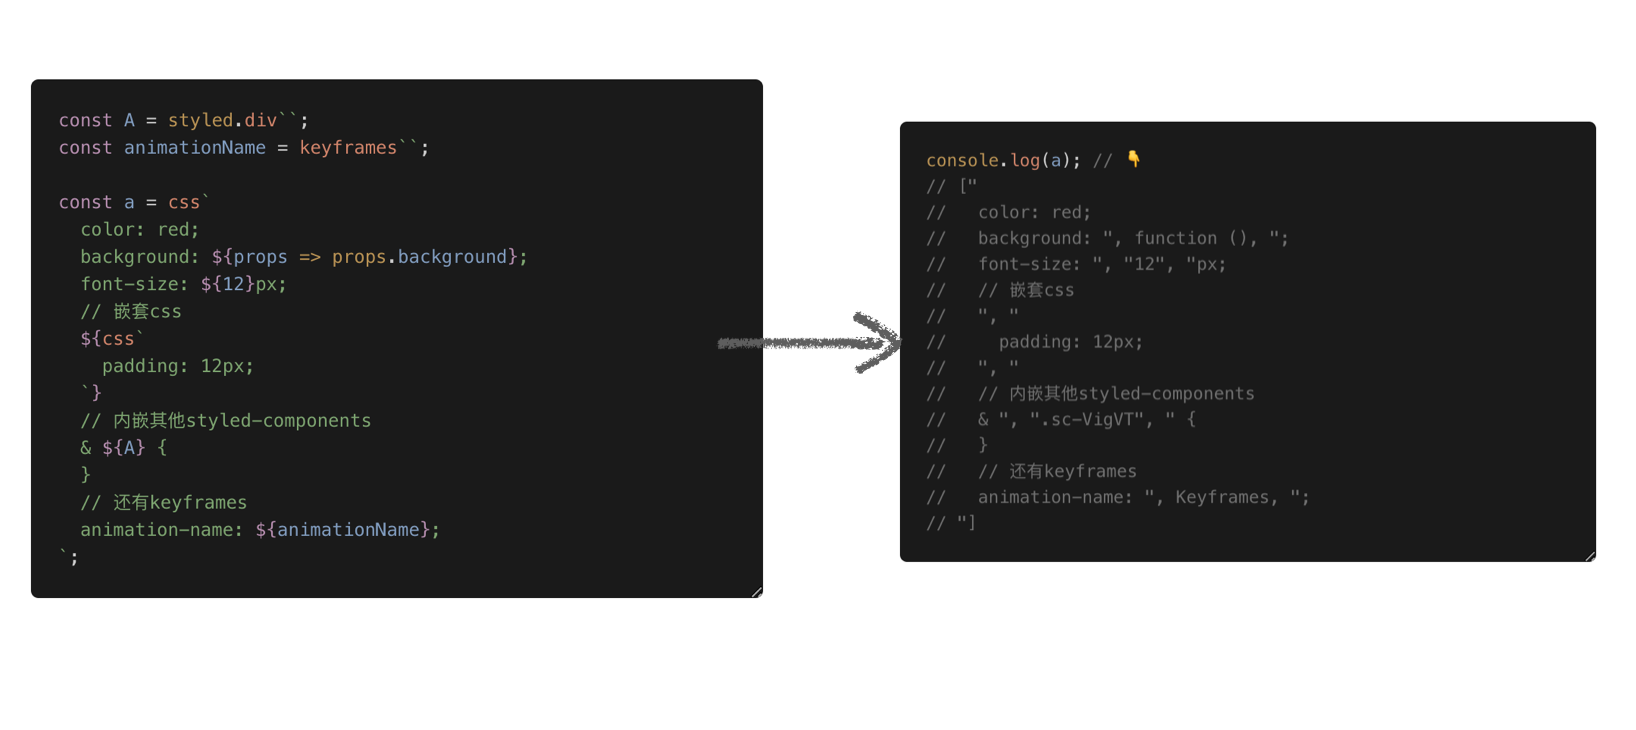 const A = styled.div``;
const animationName = keyframes``;
const a = css`
  color: red;
  background: ${props => props.background};
  font-size: ${12}px;
  // 嵌套css
  ${css`
    padding: 12px;
  `}
  // 内嵌其他styled-components
  & ${A} {
  }
  // 还有keyframes
  animation-name: ${animationName};
`;
console.log(a); // 👇
// ["
//   color: red;
//   background: ", function (), ";
//   font-size: ", "12", "px;
//   // 嵌套css
//   ", "
//     padding: 12px;
//   ", "
//   // 内嵌其他styled-components
//   & ", ".sc-VigVT", " {
//   }
//   // 还有keyframes
//   animation-name: ", Keyframes, ";
// "]